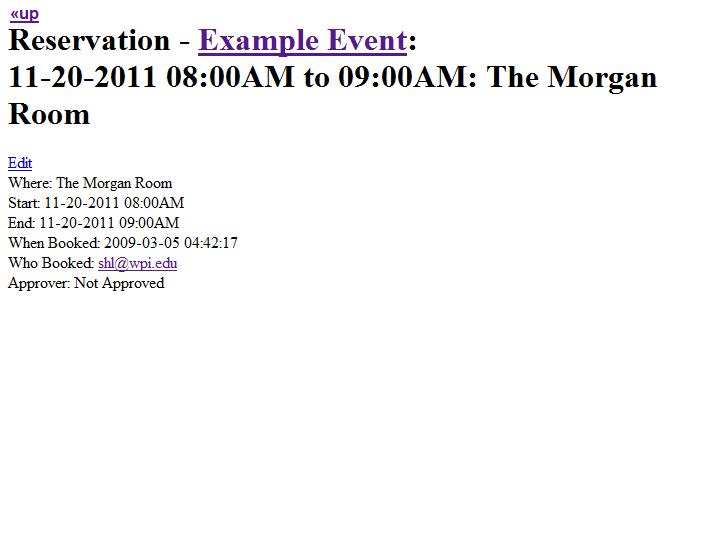 «up
Reservation - Example Event:
11-20-2011 08:00AM to 09:00AM: The Morgan
Room
Edit
Where: The Morgan Room
Start: 11-20-2011 08:00AM
End: 11-20-2011 09:00AM
When Booked: 2009-03-05 04:42:17
Who Booked: shl@wpi.edu
Approver: Not Approved